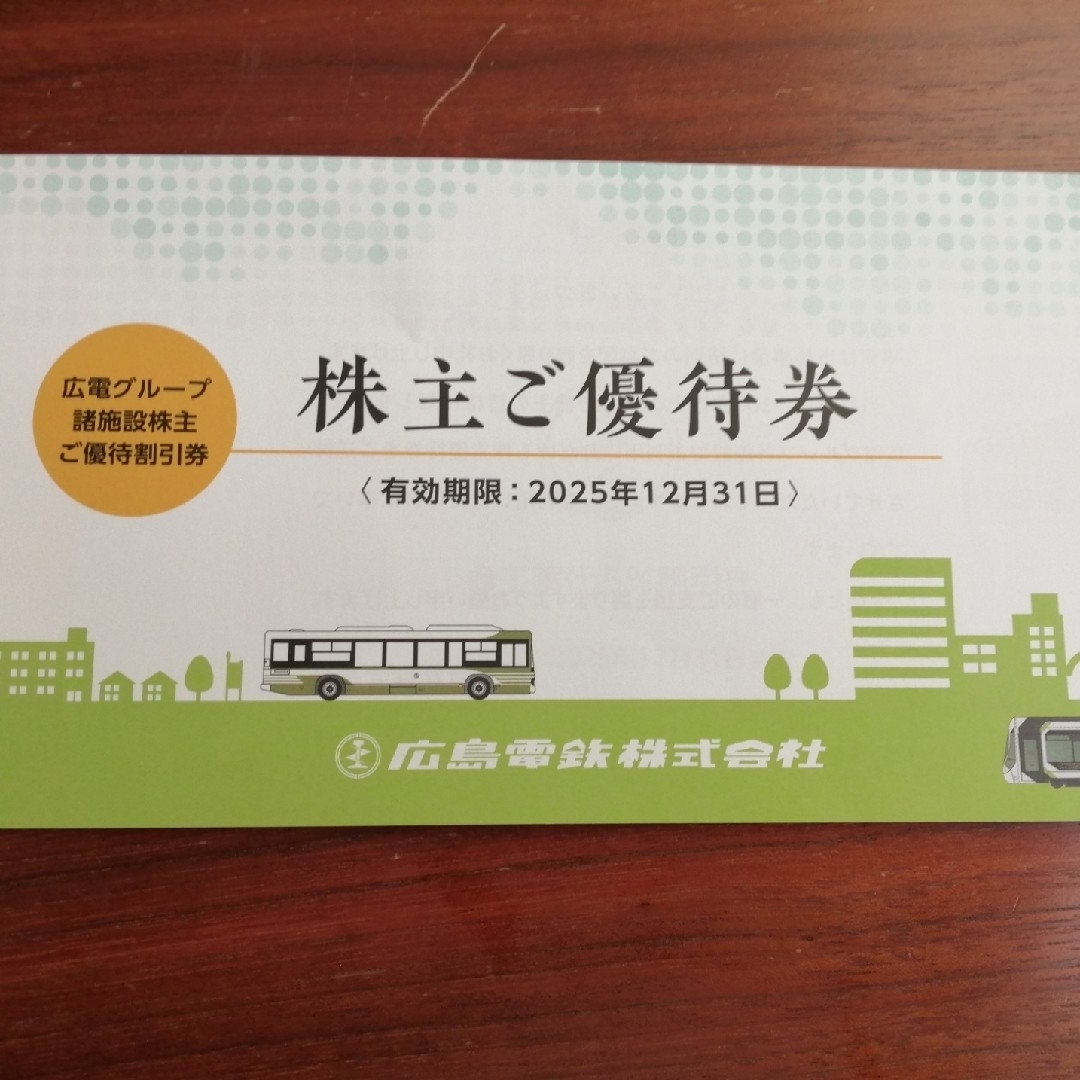 広電グループ
諸施設株主
ご優待割引券
株主ご優待券
〈有効期限：2025年12月31日〉
広島電鉄株式会社